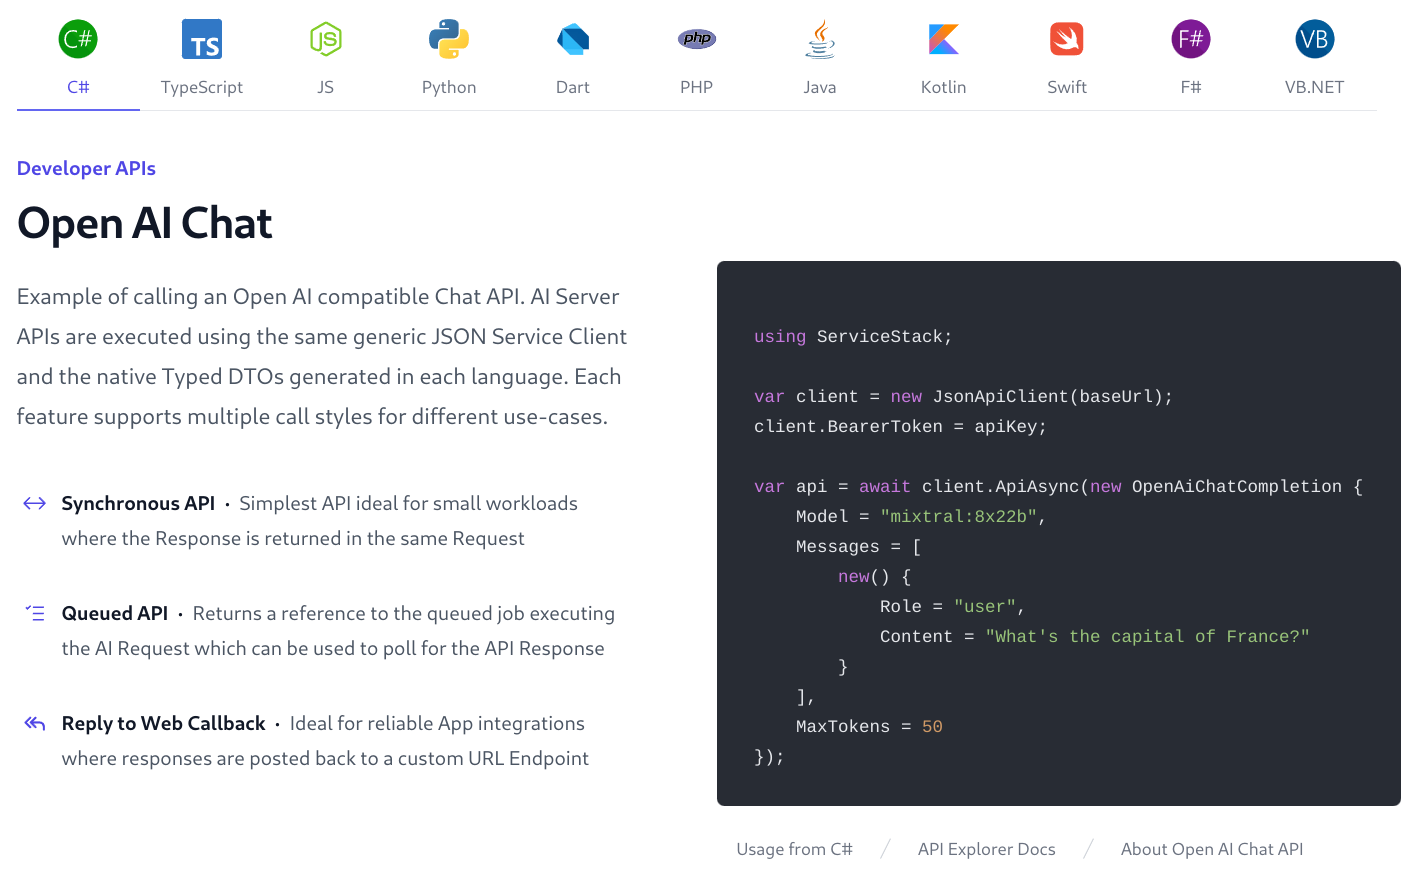 C# TS JS php F# VB
C# TypeScript JS Python Dart PHP Java Kotlin Swift F# VB.NET
Developer APIs
Open AI Chat
Example of calling an Open AI compatible Chat API. AI Server
APIs are executed using the same generic JSON Service Client
and the native Typed DTOs generated in each language. Each
feature supports multiple call styles for different use-cases.
Synchronous API · Simplest API ideal for small workloads
where the Response is returned in the same Request
Queued API · Returns a reference to the queued job executing
the AI Request which can be used to poll for the API Response
Reply to Web Callback · Ideal for reliable App integrations
where responses are posted back to a custom URL Endpoint
using ServiceStack;
var client = new JsonApiClient(baseUrl);
client.BearerToken = apiKey;
var api = await client.ApiAsync(new OpenAiChatCompletion {
    Model = "mixtral:8x22b",
    Messages = [
        new() {
            Role = "user",
            Content = "What's the capital of France?"
        }
    ],
    MaxTokens = 50
});
Usage from C# / API Explorer Docs / About Open AI Chat API